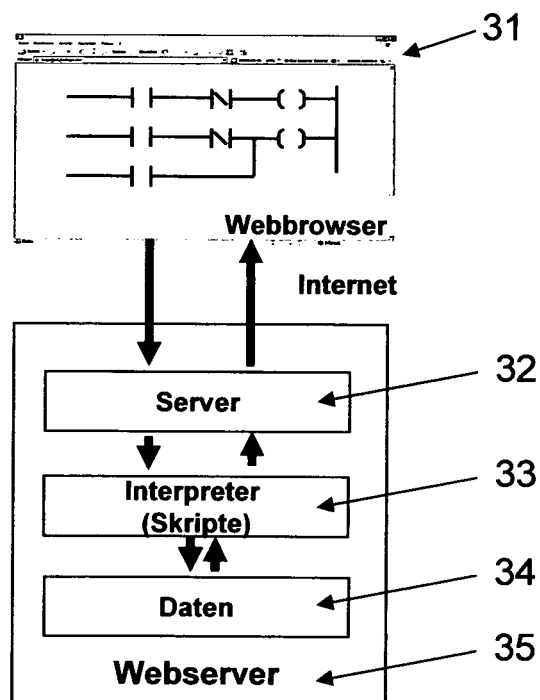 31
Webbrowser
Internet
32
Server
33
Interpreter
(Skripte)
34
Daten
35
Webserver